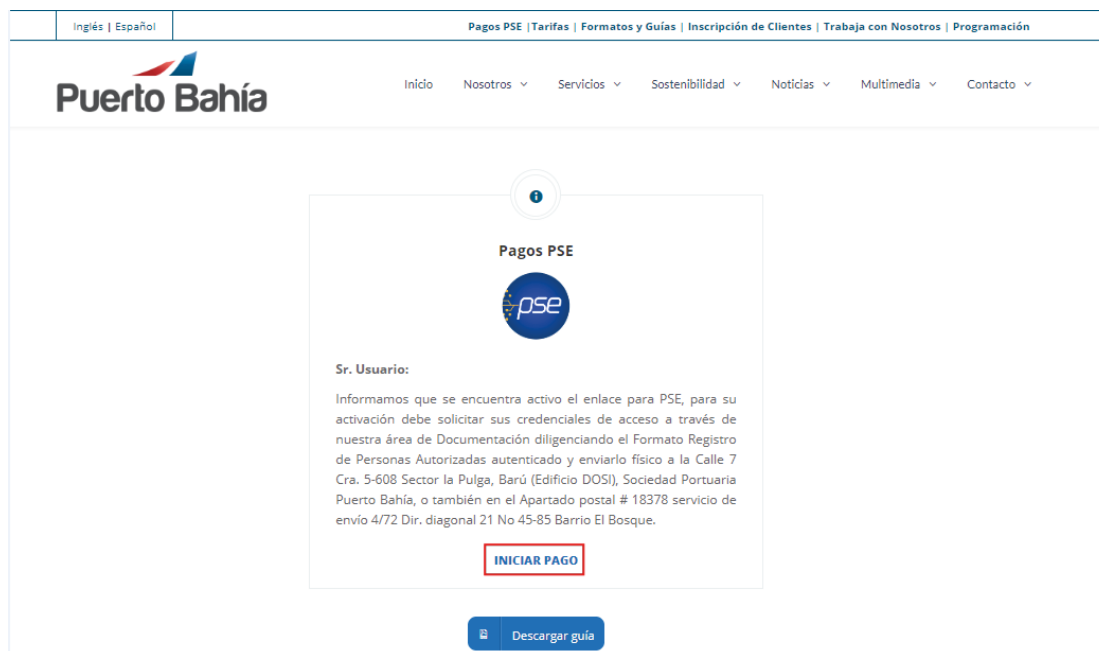 Inglés | Español
Pagos PSE |Tarifas | Formatos y Guías | Inscripción de Clientes | Trabaja con Nosotros | Programación
Puerto Bahía
Inicio Nosotros Servicios Sostenibilidad Noticias Multimedia Contacto
Pagos PSE
pse
Sr. Usuario:
Informamos que se encuentra activo el enlace para PSE, para su
activación debe solicitar sus credenciales de acceso a través de
nuestra área de Documentación diligenciando el Formato Registro
de Personas Autorizadas autenticado y enviarlo físico a la Calle 7
Cra. 5-608 Sector la Pulga, Barú (Edificio DOSI), Sociedad Portuaria
Puerto Bahía, o también en el Apartado postal # 18378 servicio de
envío 4/72 Dir. diagonal 21 No 45-85 Barrio El Bosque.
INICIAR PAGO
Descargar guía